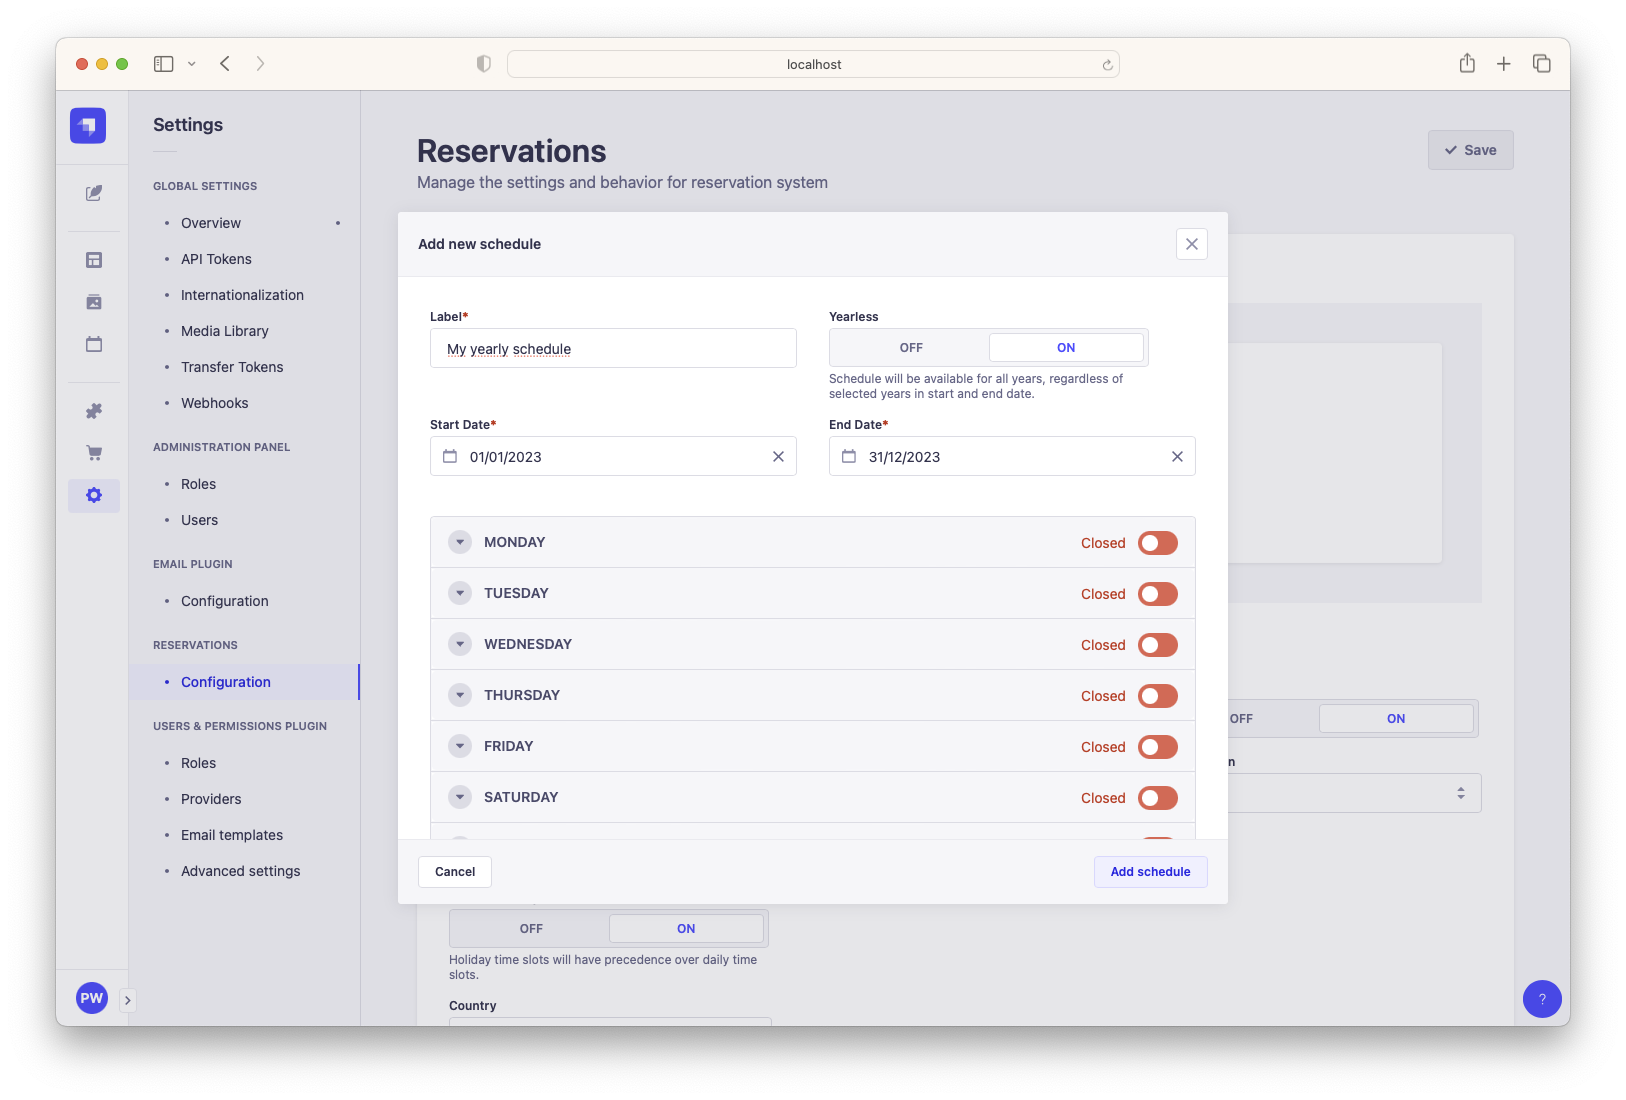 localhost
Settings
GLOBAL SETTINGS
Overview
API Tokens
Internationalization
Media Library
Transfer Tokens
Webhooks
ADMINISTRATION PANEL
Roles
Users
EMAIL PLUGIN
Configuration
RESERVATIONS
Configuration
USERS & PERMISSIONS PLUGIN
Roles
Providers
Email templates
Advanced settings
PW
Reservations
Manage the settings and behavior for reservation system
Save
Add new schedule
Label*
My yearly schedule
Yearless
OFF
ON
Schedule will be available for all years, regardless of
selected years in start and end date.
Start Date*
01/01/2023
End Date*
31/12/2023
MONDAY
Closed
TUESDAY
Closed
WEDNESDAY
Closed
THURSDAY
Closed
FRIDAY
Closed
SATURDAY
Closed
Cancel
Add schedule
OFF
ON
n
OFF
ON
Holiday time slots will have precedence over daily time
slots.
Country
?